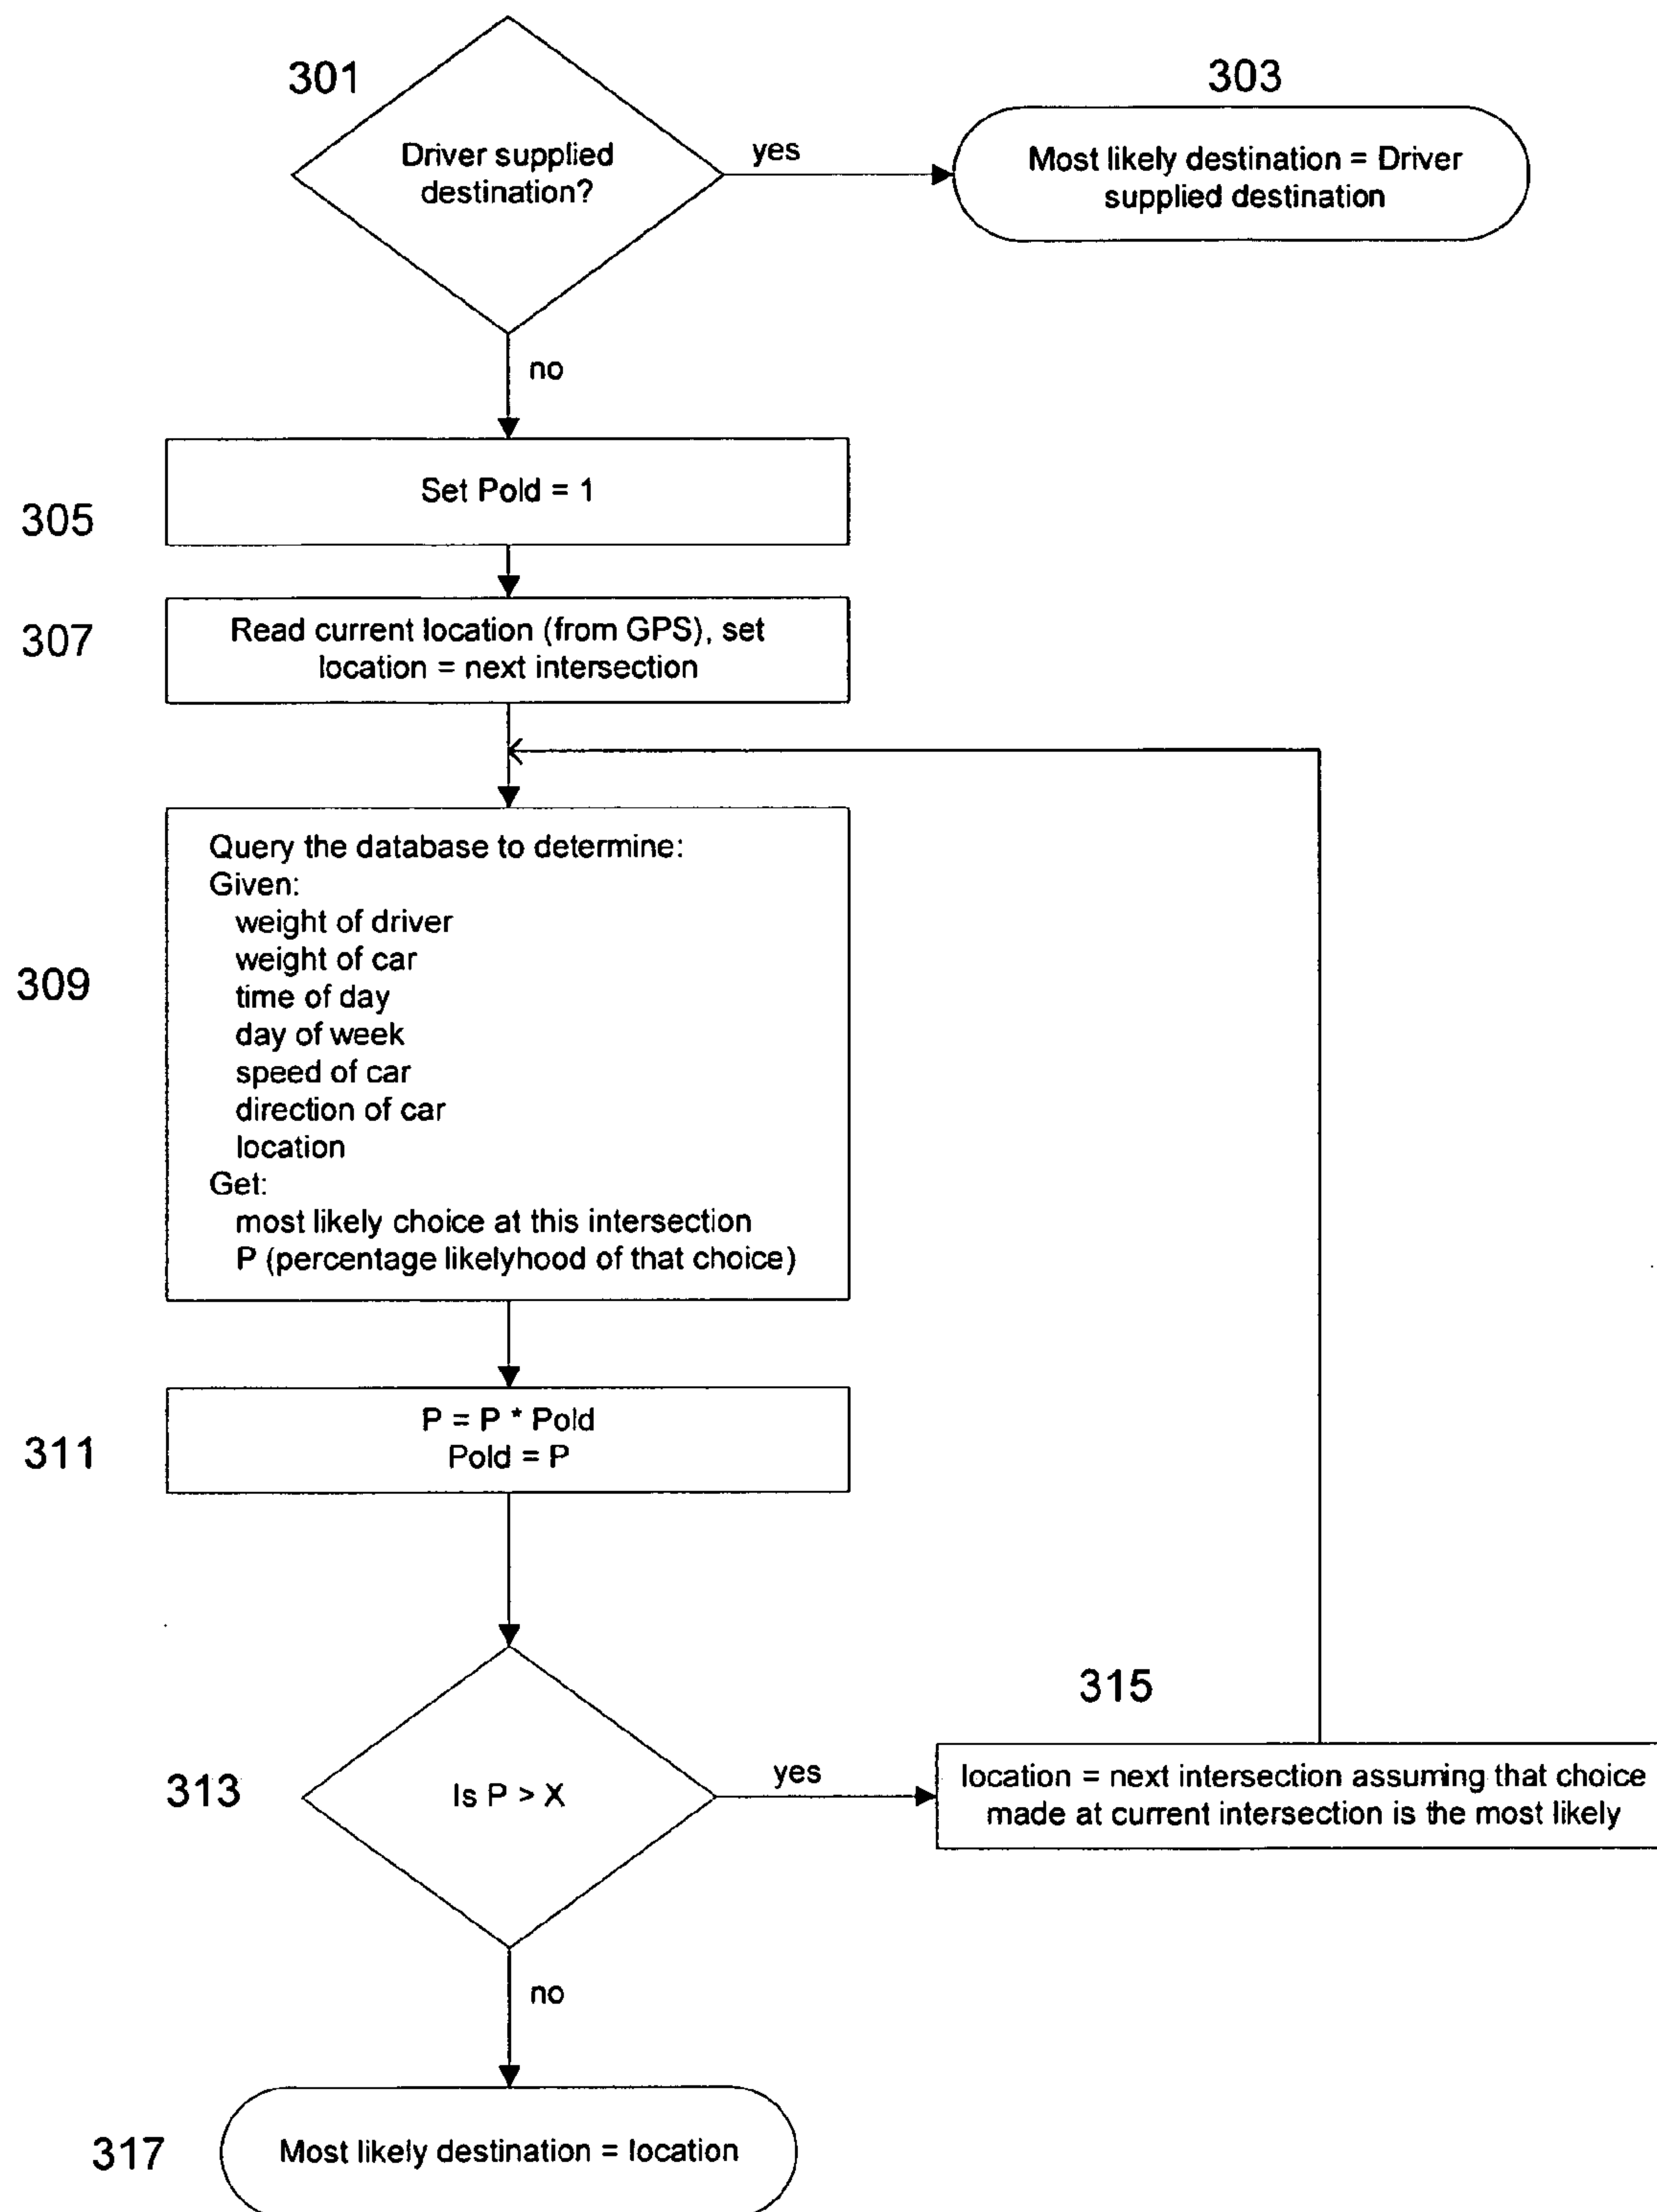 301
Driver supplied
destination?
yes
303
Most likely destination = Driver
supplied destination
no
305
Set Pold = 1
307
Read current location (from GPS), set
location = next intersection
309
Query the database to determine:
Given:
weight of driver
weight of car
time of day
day of week
speed of car
direction of car
location
Get:
most likely choice at this intersection
P (percentage likelyhood of that choice)
311
P = P * Pold
Pold = P
313
Is P > X
yes
315
location = next intersection assuming that choice
made at current intersection is the most likely
no
317
Most likely destination = location